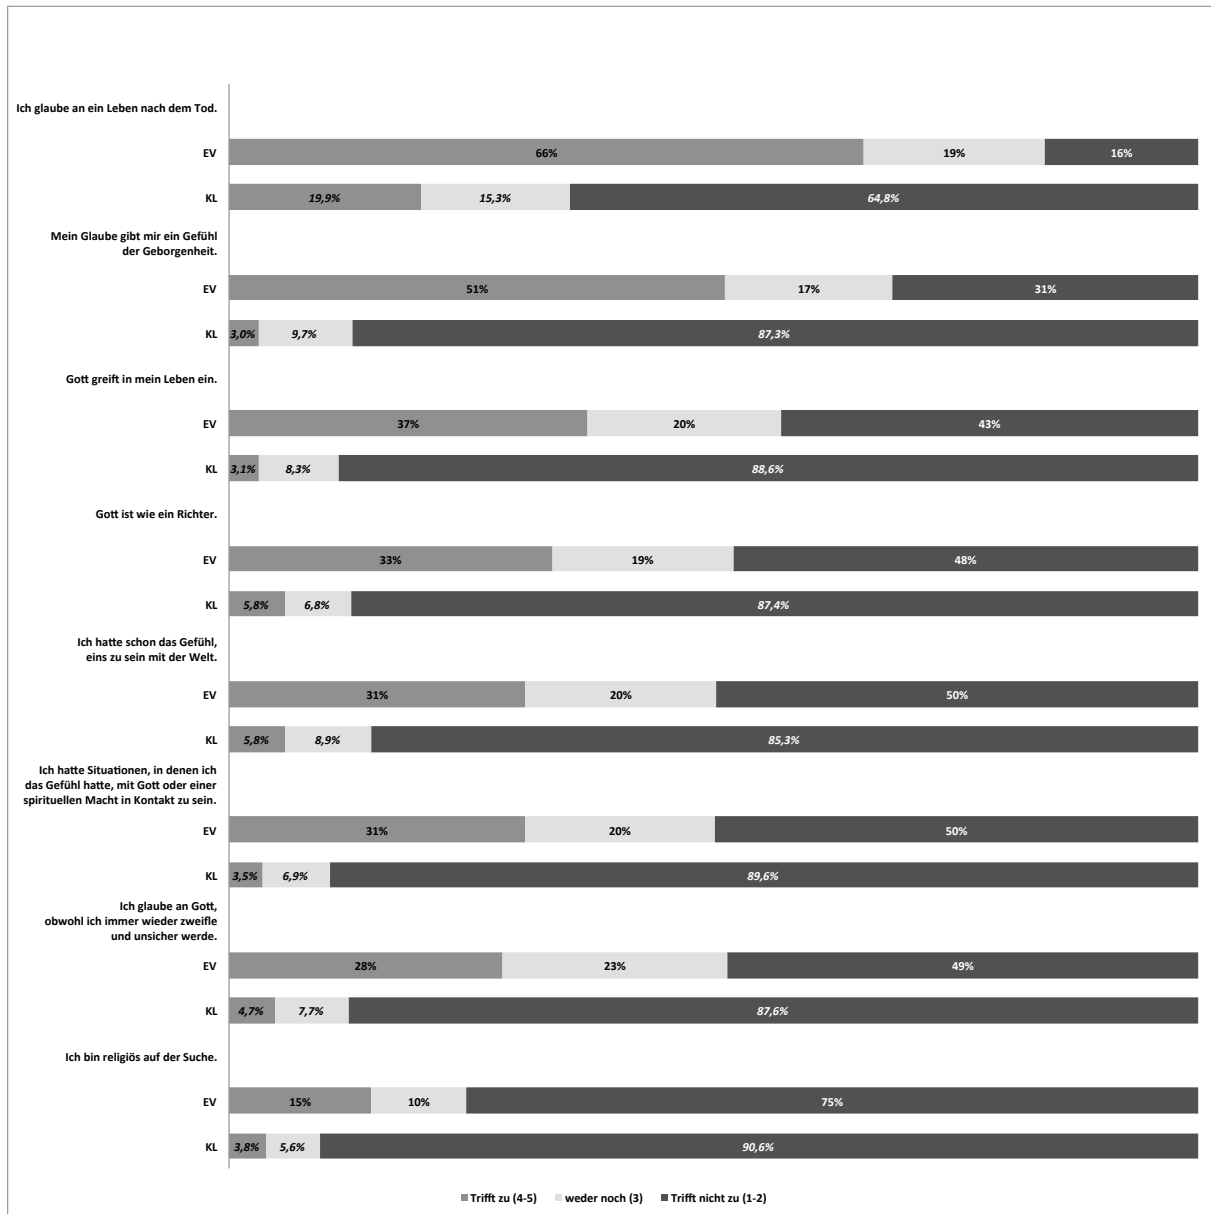 Ich glaube an ein Leben nach dem Tod.
EV 66% 19% 16%
KL 19,9% 15,3% 64,8%
Mein Glaube gibt mir ein Gefühl
der Geborgenheit.
EV 51% 17% 31%
KL 3,0% 9,7% 87,3%
Gott greift in mein Leben ein.
EV 37% 20% 43%
KL 3,1% 8,3% 88,6%
Gott ist wie ein Richter.
EV 33% 19% 48%
KL 5,8% 6,8% 87,4%
Ich hatte schon das Gefühl,
eins zu sein mit der Welt.
EV 31% 20% 50%
KL 5,8% 8,9% 85,3%
Ich hatte Situationen, in denen ich
das Gefühl hatte, mit Gott oder einer
spirituellen Macht in Kontakt zu sein.
EV 31% 20% 50%
KL 3,5% 6,9% 89,6%
Ich glaube an Gott,
obwohl ich immer wieder zweifle
und unsicher werde.
EV 28% 23% 49%
KL 4,7% 7,7% 87,6%
Ich bin religiös auf der Suche.
EV 15% 10% 75%
KL 3,8% 5,6% 90,6%
Trifft zu (4-5) weder noch (3) Trifft nicht zu (1-2)